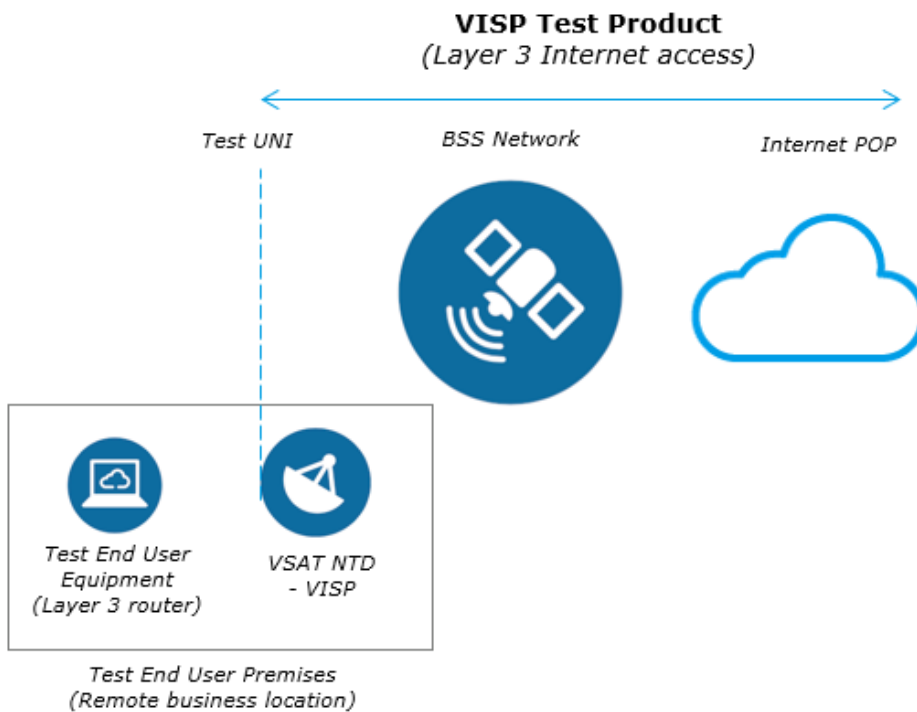 VISP Test Product
(Layer 3 Internet access)
Test UNI
BSS Network
Internet POP
Test End User
Equipment
(Layer 3 router)
VSAT NTD
- VISP
Test End User Premises
(Remote business location)